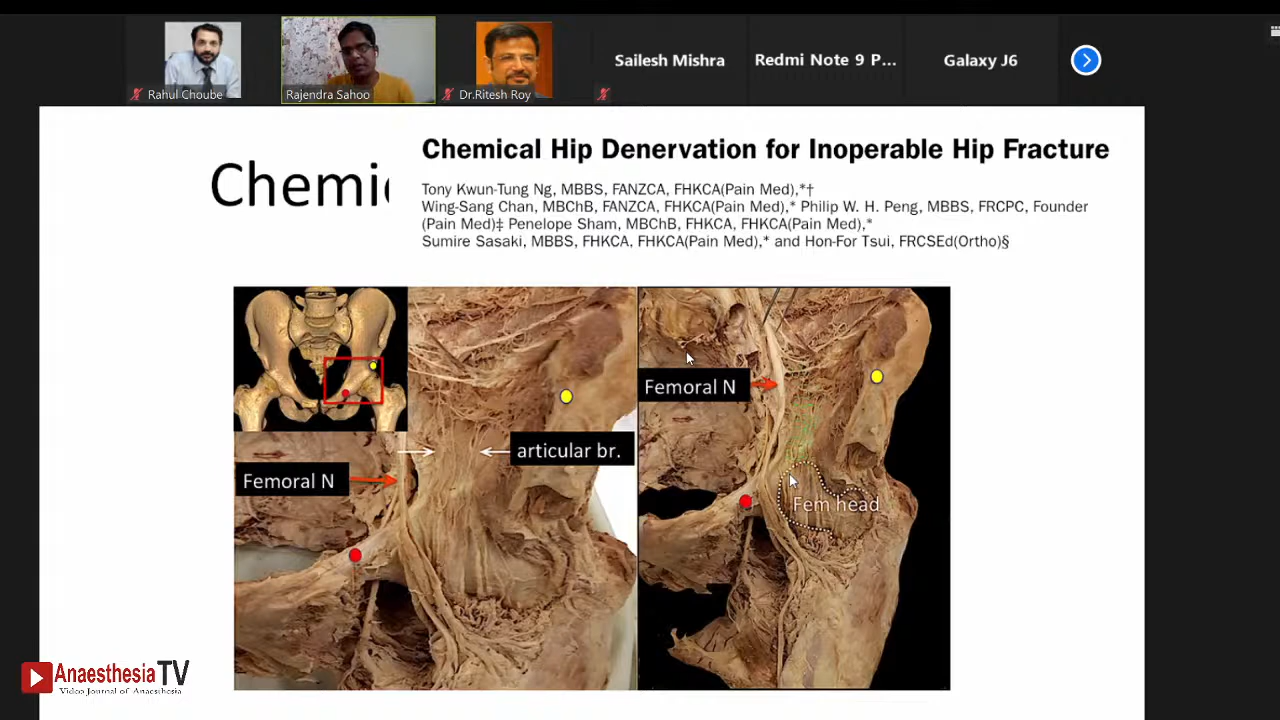 Sailesh Mishra
Redmi Note 9 P...
Galaxy J6
Rahul Choube
Rajendra Sahoo
Dr.Ritesh Roy
Chemical Hip Denervation for Inoperable Hip Fracture
Chemi
Tony Kwun-Tung Ng, MBBS, FANZCA, FHKCA(Pain Med),*†
Wing-Sang Chan, MBChB, FANZCA, FHKCA(Pain Med),* Philip W. H. Peng, MBBS, FRCPC, Founder
(Pain Med)‡ Penelope Sham, MBChB, FHKCA, FHKCA(Pain Med),*
Sumire Sasaki, MBBS, FHKCA, FHKCA(Pain Med),* and Hon-For Tsui, FRCSEd(Ortho)§
Femoral N
articular br.
Femoral N
Fem head
AnaesthesiaTV
Video Journal of Anaesthesia